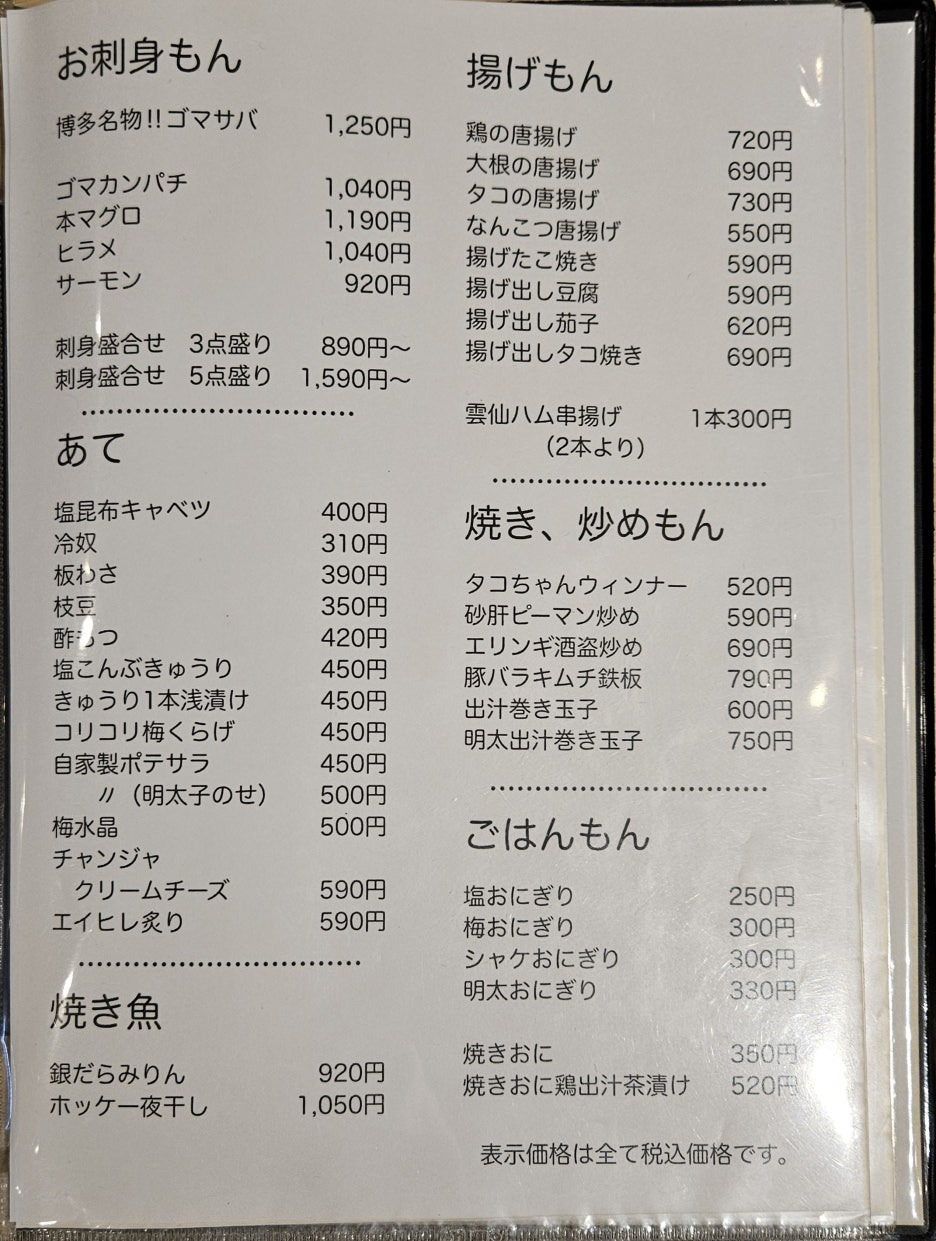 お刺身もん
博多名物!!ゴマサバ 1,250円
ゴマカンパチ 1,040円
本マグロ 1,190円
ヒラメ 1,040円
サーモン 920円
刺身盛合せ 3点盛り 890円〜
刺身盛合せ 5点盛り 1,590円〜
あて
塩昆布キャベツ 400円
冷奴 310円
板わさ 390円
枝豆 350円
酢もつ 420円
塩こんぶきゅうり 450円
きゅうり1本浅漬け 450円
コリコリ梅くらげ 450円
自家製ポテサラ 450円
〃（明太子のせ） 500円
梅水晶 500円
チャンジャ
クリームチーズ 590円
エイヒレ炙り 590円
焼き魚
銀だらみりん 920円
ホッケ一夜干し 1,050円
揚げもん
鶏の唐揚げ 720円
大根の唐揚げ 690円
タコの唐揚げ 730円
なんこつ唐揚げ 550円
揚げたこ焼き 590円
揚げ出し豆腐 590円
揚げ出し茄子 620円
揚げ出しタコ焼き 690円
雲仙ハム串揚げ 1本300円
（2本より）
焼き、炒めもん
タコちゃんウィンナー 520円
砂肝ピーマン炒め 590円
エリンギ酒盗炒め 690円
豚バラキムチ鉄板 790円
出汁巻き玉子 600円
明太出汁巻き玉子 750円
ごはんもん
塩おにぎり 250円
梅おにぎり 300円
シャケおにぎり 300円
明太おにぎり 330円
焼きおに 350円
焼きおに鶏出汁茶漬け 520円
表示価格は全て税込価格です。